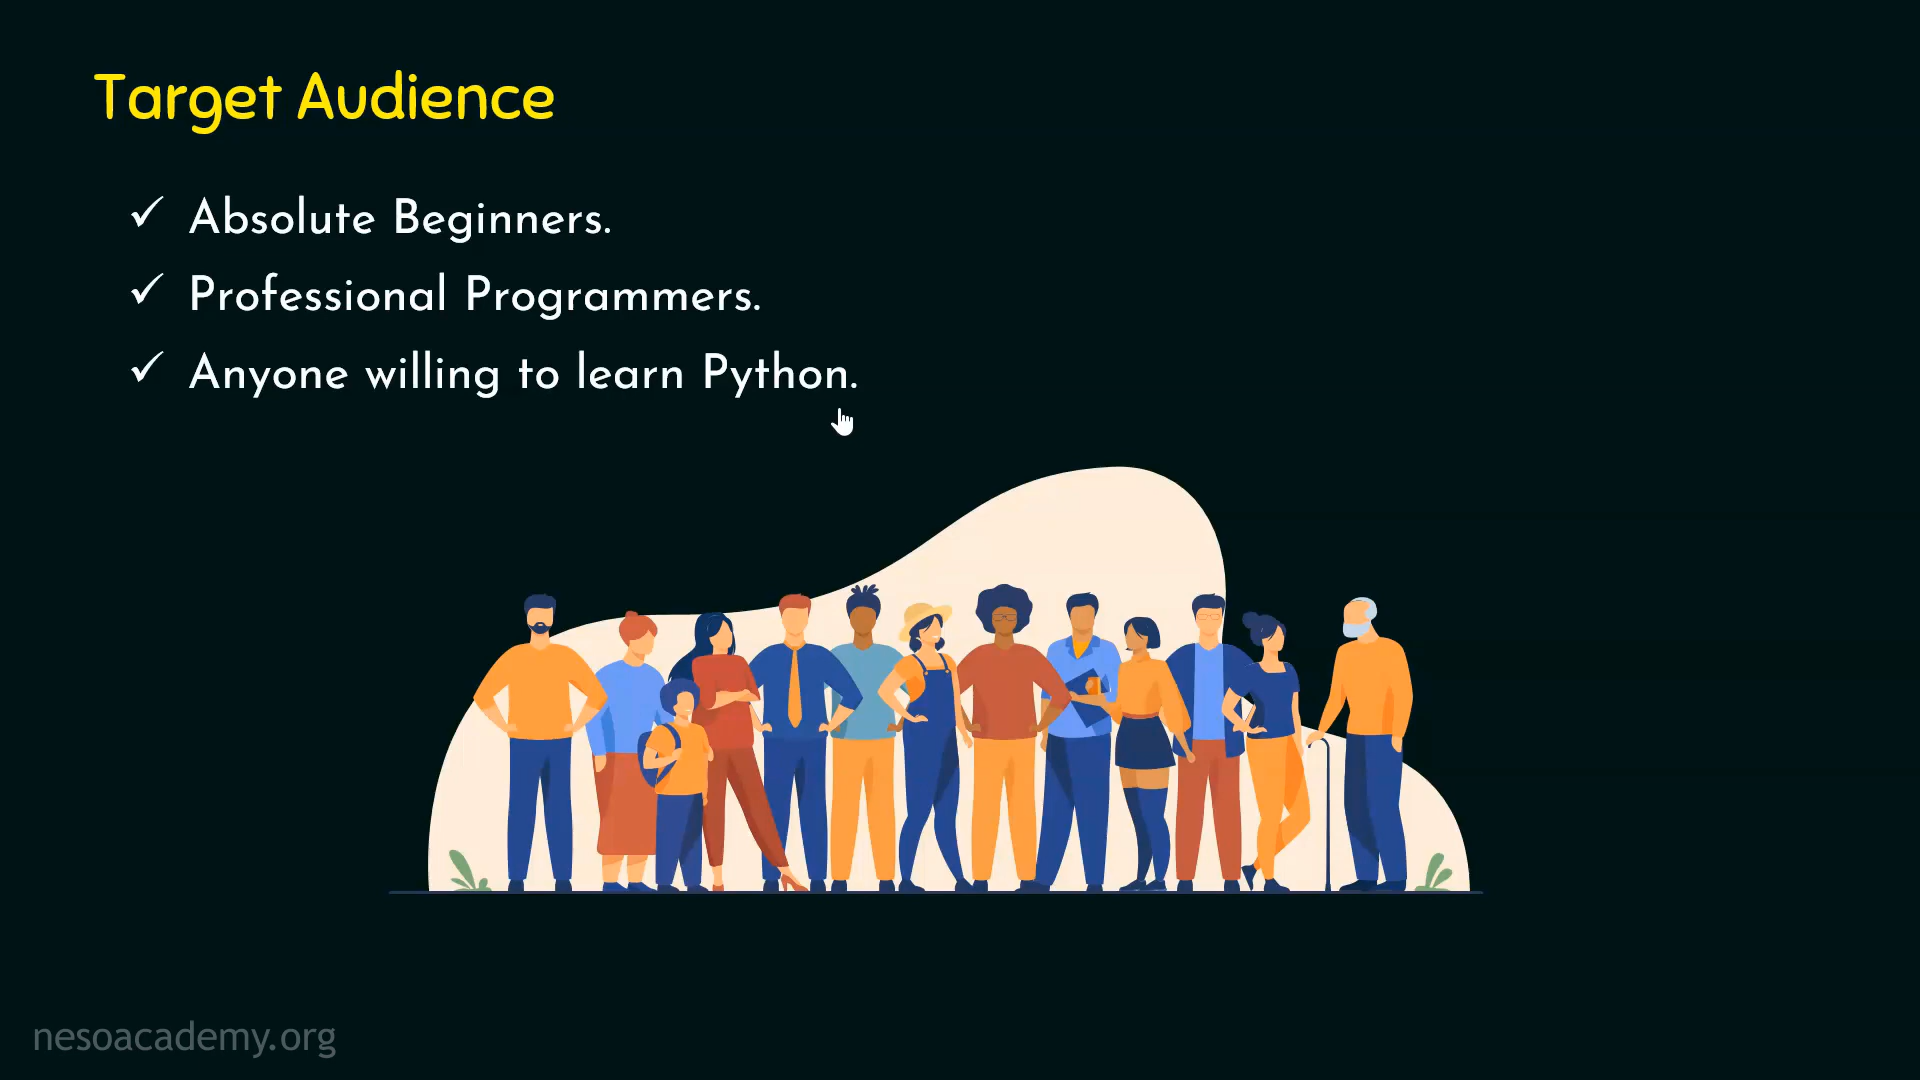 Target Audience
✓ Absolute Beginners.
✓ Professional Programmers.
✓ Anyone willing to learn Python.
nesoacademy.org